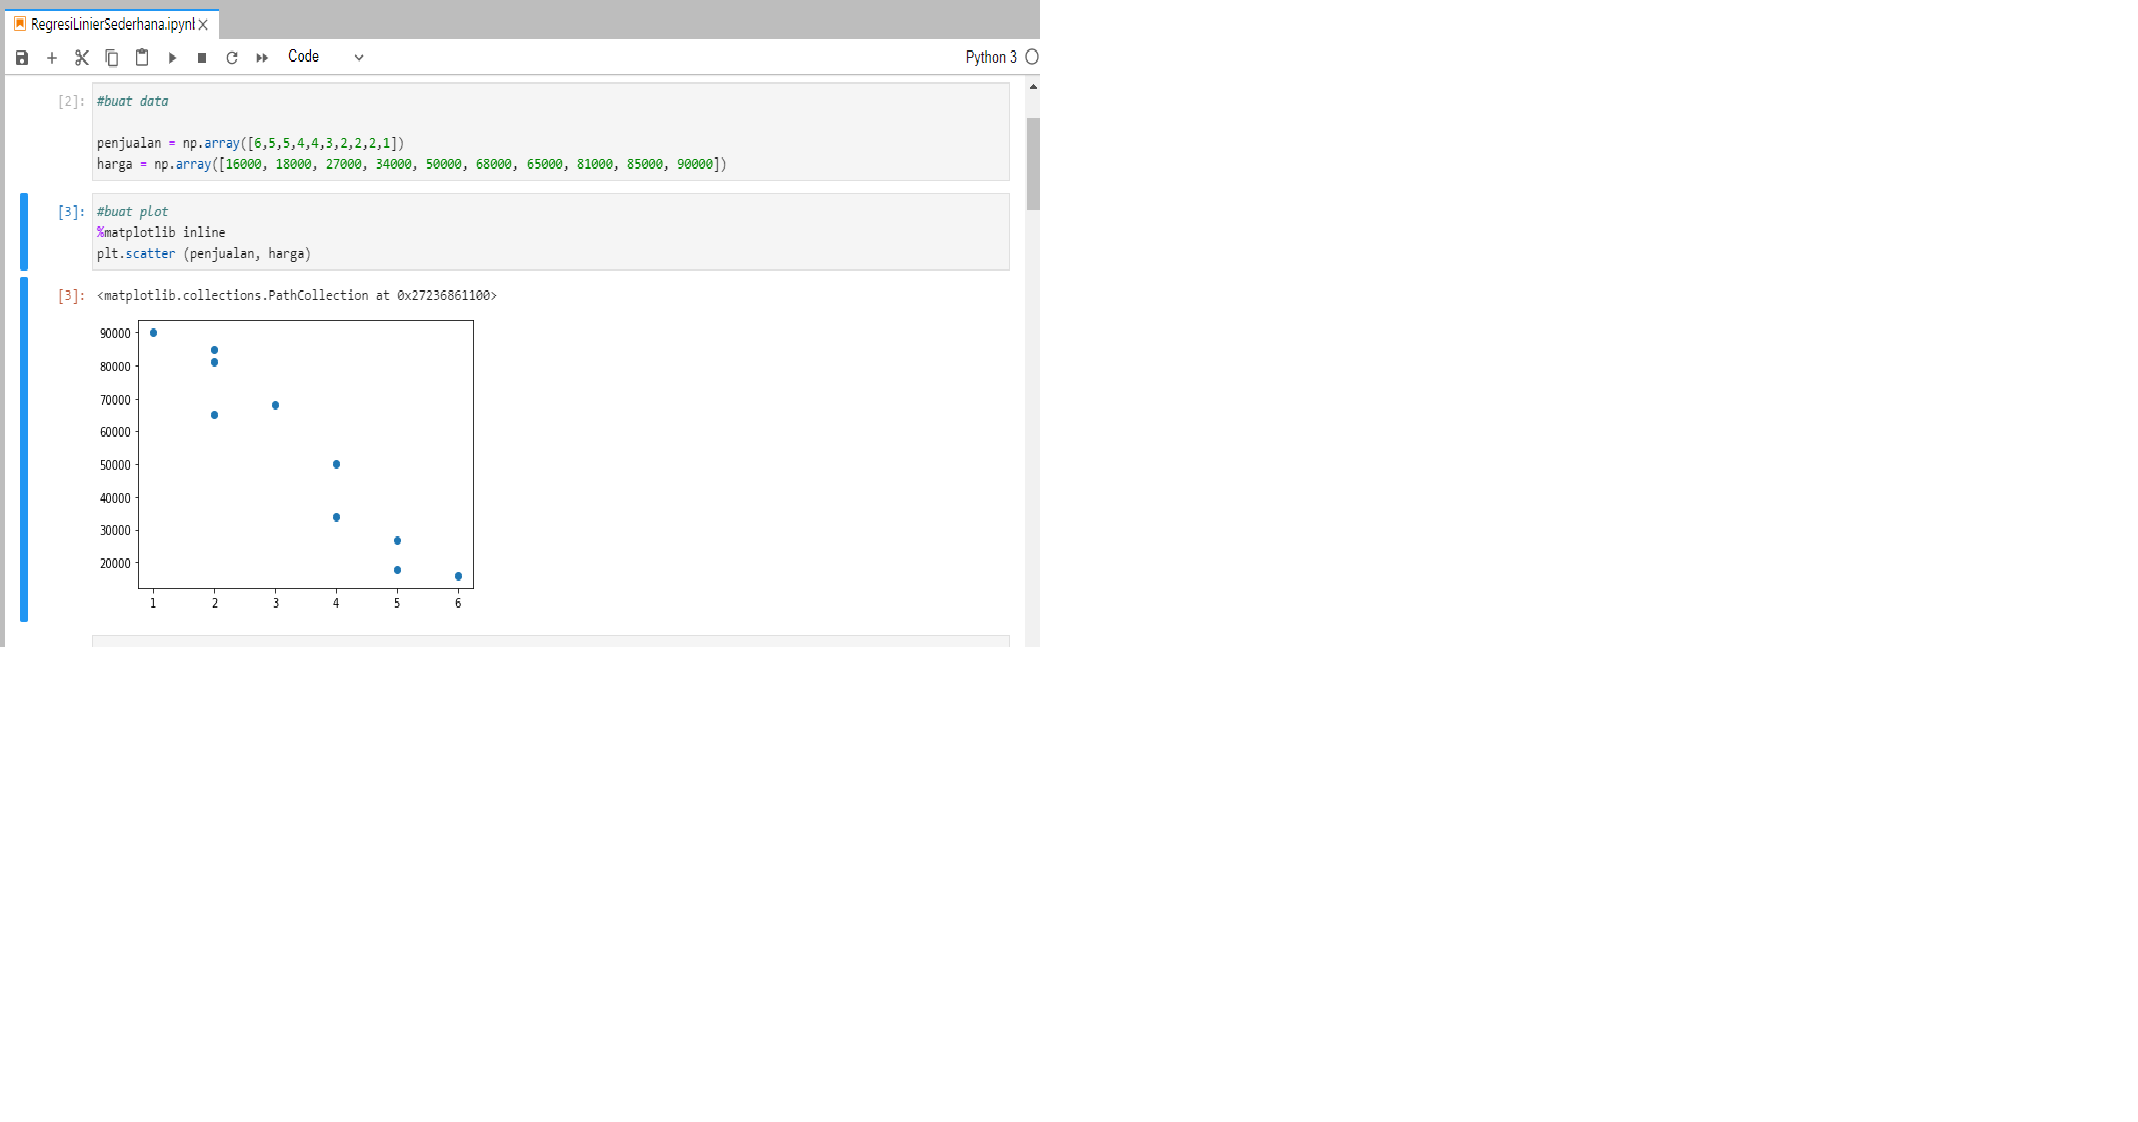 RegresiLinierSederhana.ipynb
Code
Python 3
[2]: #buat data
penjualan = np.array([6,5,5,4,4,3,2,2,2,1])
harga = np.array([16000, 18000, 27000, 34000, 50000, 68000, 65000, 81000, 85000, 90000])
[3]: #buat plot
%matplotlib inline
plt.scatter (penjualan, harga)
[3]: <matplotlib.collections.PathCollection at 0x27236861100>
90000
80000
70000
60000
50000
40000
30000
20000
1 2 3 4 5 6